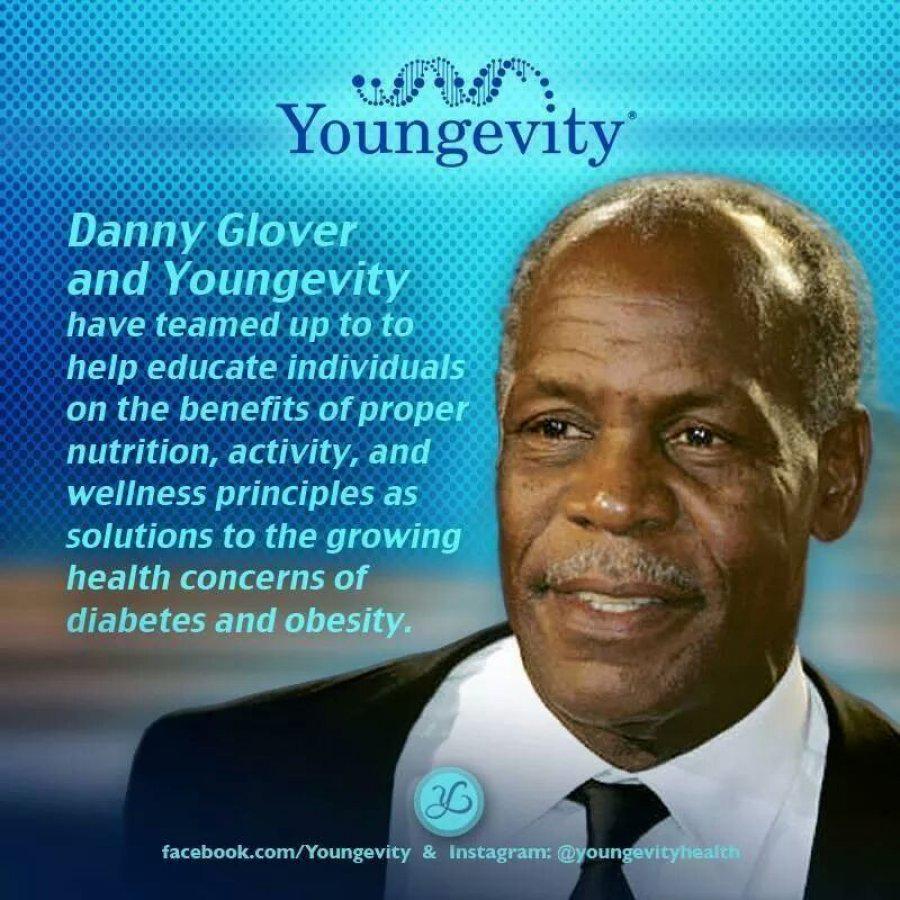 Youngevity®
Danny Glover
and Youngevity
have teamed up to to
help educate individuals
on the benefits of proper
nutrition, activity, and
wellness principles as
solutions to the growing
health concerns of
diabetes and obesity.
facebook.com/Youngevity & Instagram: @youngevityhealth